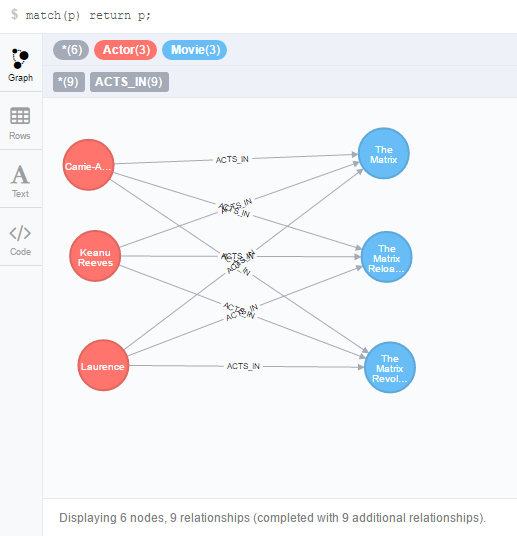 $ match(p) return p;
*(6) Actor(3) Movie(3)
Graph
*(9) ACTS_IN(9)
Rows
Text
Code
Carrie-A...
The
Matrix
ACTS_IN
ACTS_IN
ACTS_IN
Keanu
Reeves
The
Matrix
Reloa...
ACTS_IN
ACTS_IN
ACTS_IN
ACTS_IN
ACTS_IN
Laurence
The
Matrix
Revol...
ACTS_IN
Displaying 6 nodes, 9 relationships (completed with 9 additional relationships).